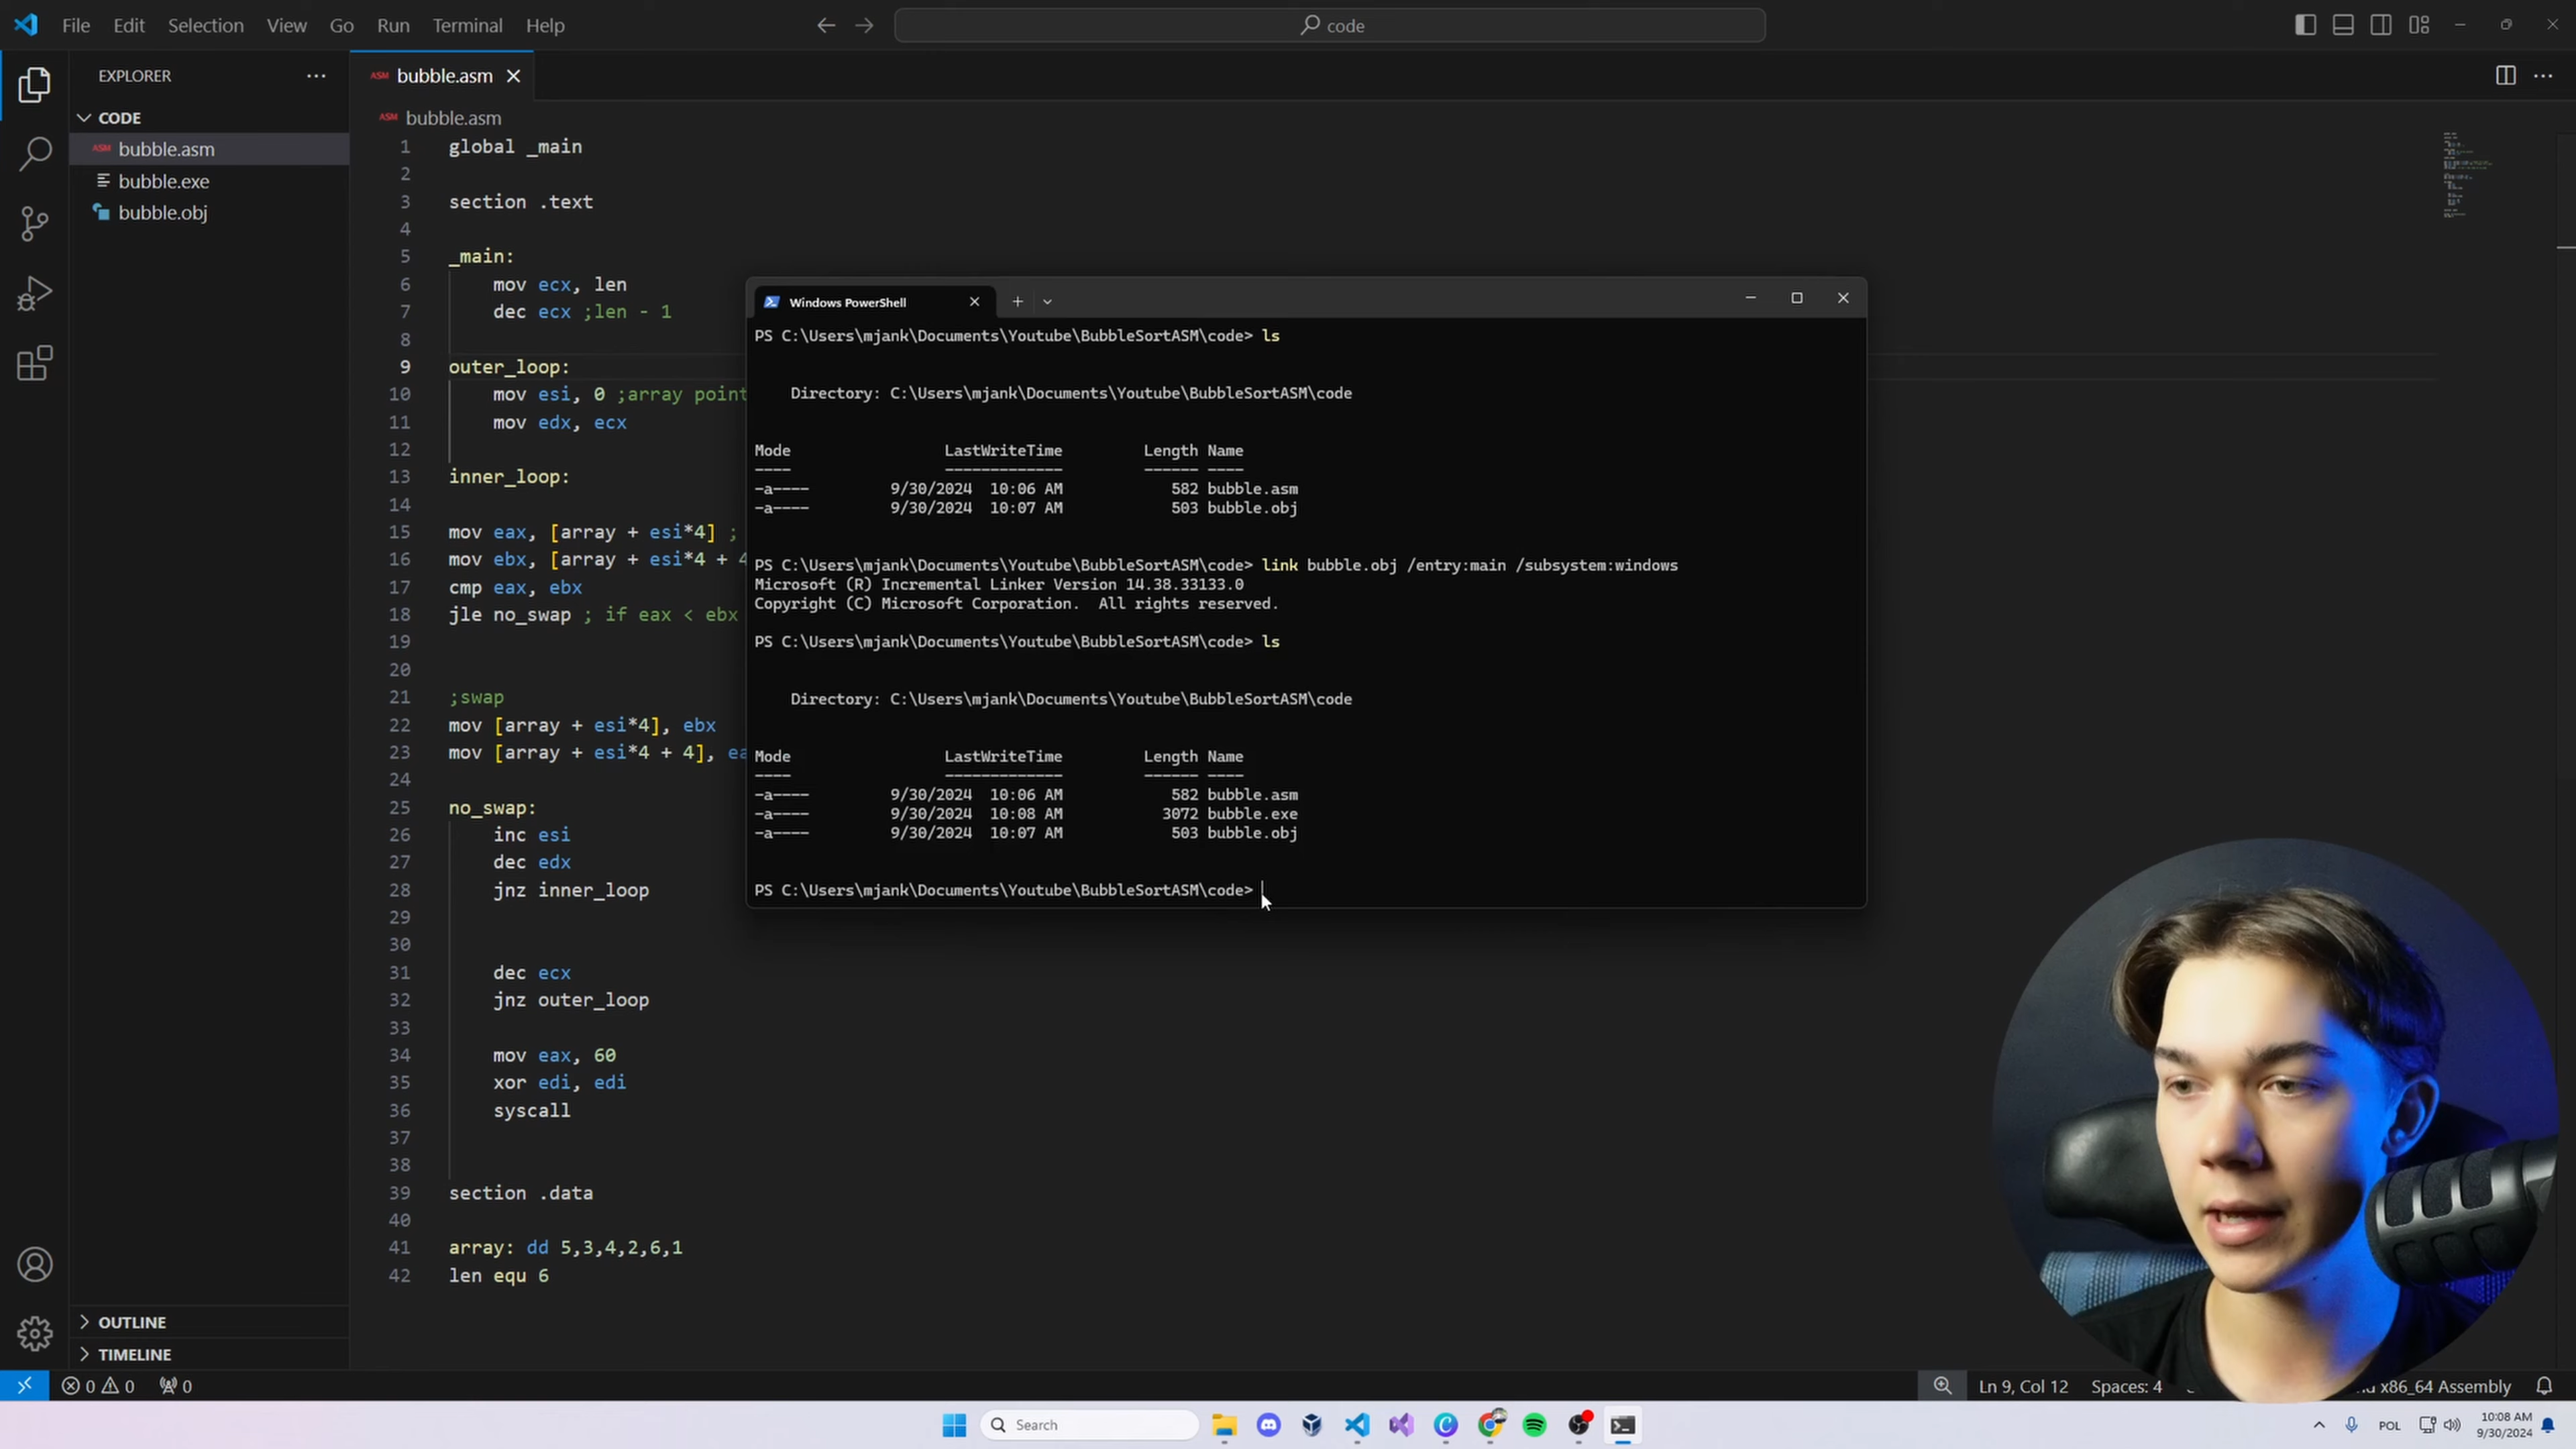 File Edit Selection View Go Run Terminal Help
code
EXPLORER
CODE
ASM bubble.asm
bubble.exe
bubble.obj
OUTLINE
TIMELINE
ASM bubble.asm
ASM bubble.asm
1 global _main
2
3 section .text
4
5 _main:
6 mov ecx, len
7 dec ecx ;len - 1
8
9 outer_loop:
10 mov esi, 0 ;array point
11 mov edx, ecx
12
13 inner_loop:
14
15 mov eax, [array + esi*4] ;
16 mov ebx, [array + esi*4 + 4
17 cmp eax, ebx
18 jle no_swap ; if eax < ebx
19
20
21 ;swap
22 mov [array + esi*4], ebx
23 mov [array + esi*4 + 4], ea
24
25 no_swap:
26 inc esi
27 dec edx
28 jnz inner_loop
29
30
31 dec ecx
32 jnz outer_loop
33
34 mov eax, 60
35 xor edi, edi
36 syscall
37
38
39 section .data
40
41 array: dd 5,3,4,2,6,1
42 len equ 6
Windows PowerShell
PS C:\Users\mjank\Documents\Youtube\BubbleSortASM\code> ls
Directory: C:\Users\mjank\Documents\Youtube\BubbleSortASM\code
Mode LastWriteTime Length Name
---- ------------- ------ ----
-a---- 9/30/2024 10:06 AM 582 bubble.asm
-a---- 9/30/2024 10:07 AM 503 bubble.obj
PS C:\Users\mjank\Documents\Youtube\BubbleSortASM\code> link bubble.obj /entry:main /subsystem:windows
Microsoft (R) Incremental Linker Version 14.38.33133.0
Copyright (C) Microsoft Corporation. All rights reserved.
PS C:\Users\mjank\Documents\Youtube\BubbleSortASM\code> ls
Directory: C:\Users\mjank\Documents\Youtube\BubbleSortASM\code
Mode LastWriteTime Length Name
---- ------------- ------ ----
-a---- 9/30/2024 10:06 AM 582 bubble.asm
-a---- 9/30/2024 10:08 AM 3072 bubble.exe
-a---- 9/30/2024 10:07 AM 503 bubble.obj
PS C:\Users\mjank\Documents\Youtube\BubbleSortASM\code>
0 0 0
Ln 9, Col 12 Spaces: 4 x86_64 Assembly
Search
POL
10:08 AM
9/30/2024